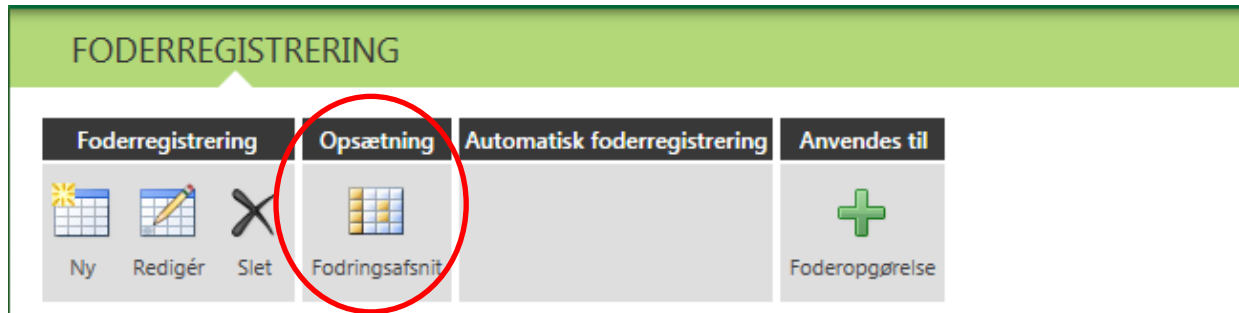 FODERREGISTRERING
Foderregistrering Opsætning Automatisk foderregistrering Anvendes til
Ny Redigér Slet Fodringsafsnit Foderopgørelse